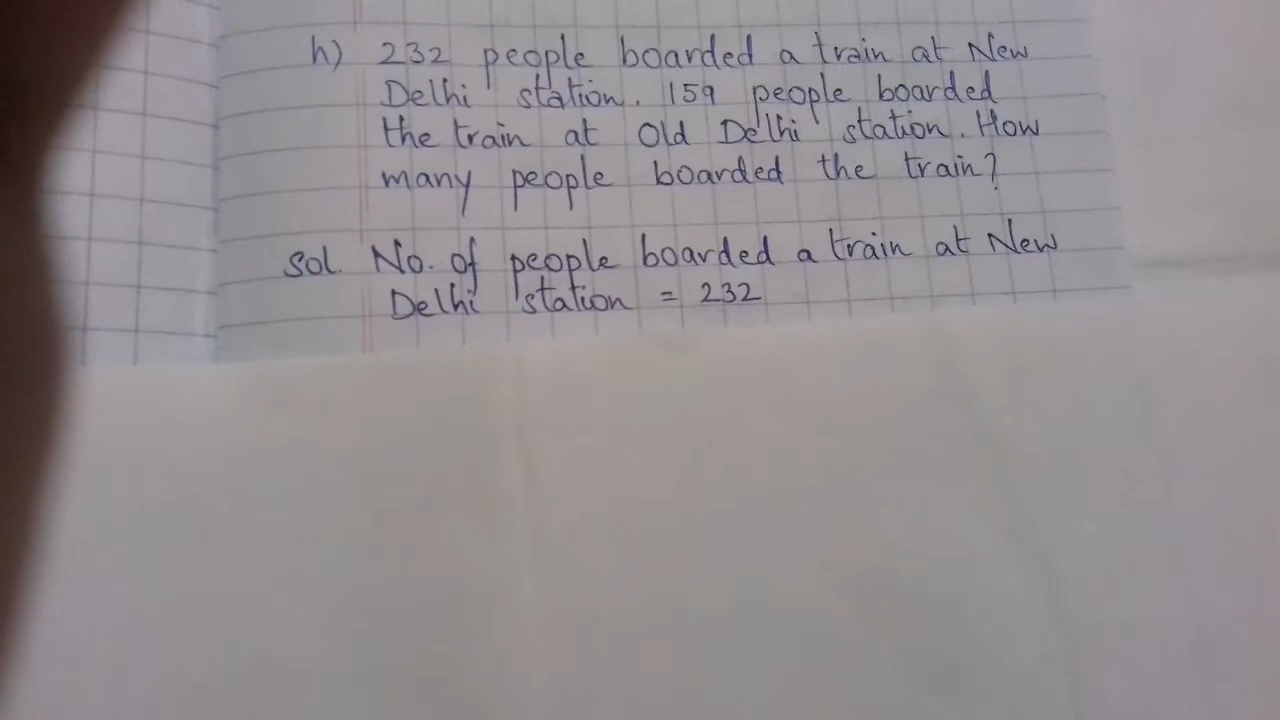 h) 232 people boarded a train at New
Delhi station. 159 people boarded
the train at Old Delhi station. How
many people boarded the train?
Sol. No. of people boarded a train at New
Delhi station = 232